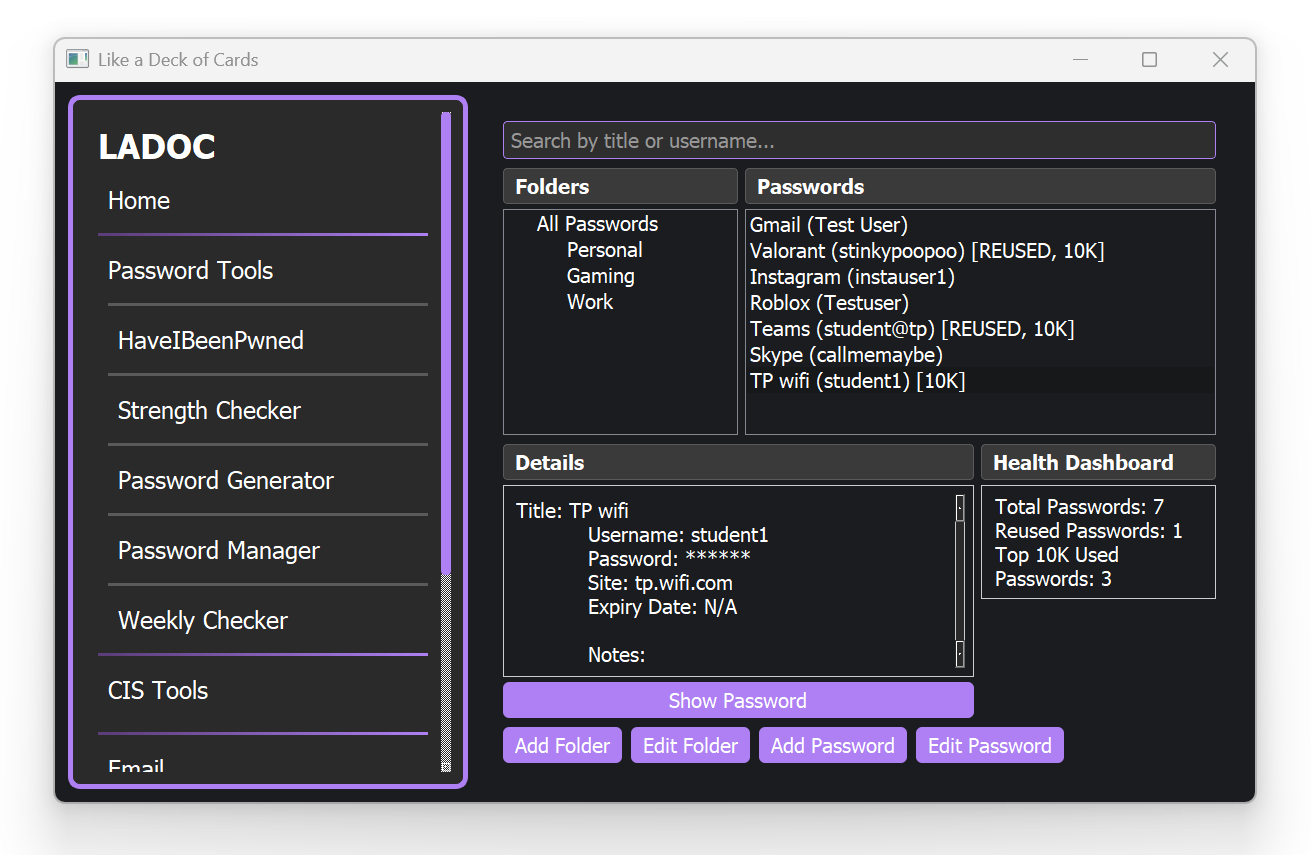 Like a Deck of Cards
LADOC
Home
Password Tools
HaveIBeenPwned
Strength Checker
Password Generator
Password Manager
Weekly Checker
CIS Tools
Email
Search by title or username...
Folders
All Passwords
Personal
Gaming
Work
Passwords
Gmail (Test User)
Valorant (stinkypoopoo) [REUSED, 10K]
Instagram (instauser1)
Roblox (Testuser)
Teams (student@tp) [REUSED, 10K]
Skype (callmemaybe)
TP wifi (student1) [10K]
Details
Title: TP wifi
Username: student1
Password: ******
Site: tp.wifi.com
Expiry Date: N/A
Notes:
Health Dashboard
Total Passwords: 7
Reused Passwords: 1
Top 10K Used
Passwords: 3
Show Password
Add Folder
Edit Folder
Add Password
Edit Password